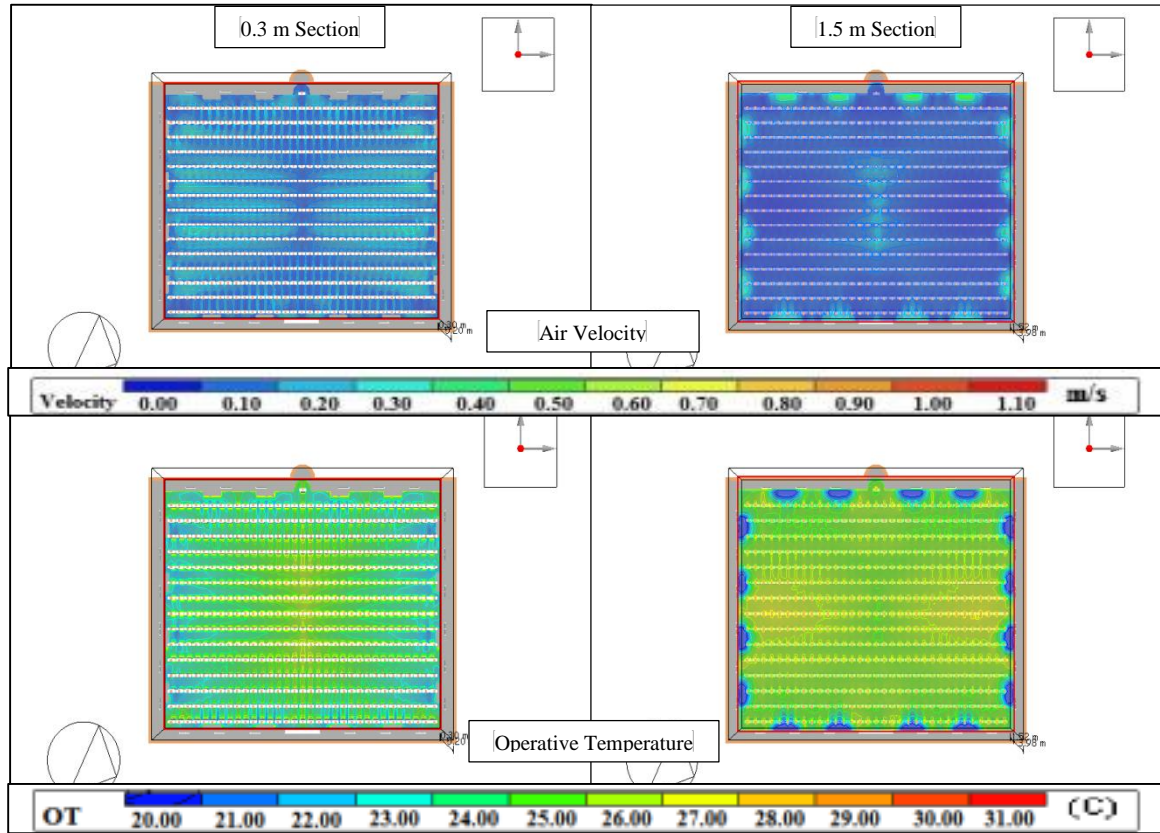 0.3 m Section
1.5 m Section
Air Velocity
Velocity 0.00 0.10 0.20 0.30 0.40 0.50 0.60 0.70 0.80 0.90 1.00 1.10 m/s
Operative Temperature
OT 20.00 21.00 22.00 23.00 24.00 25.00 26.00 27.00 28.00 29.00 30.00 31.00 (C)